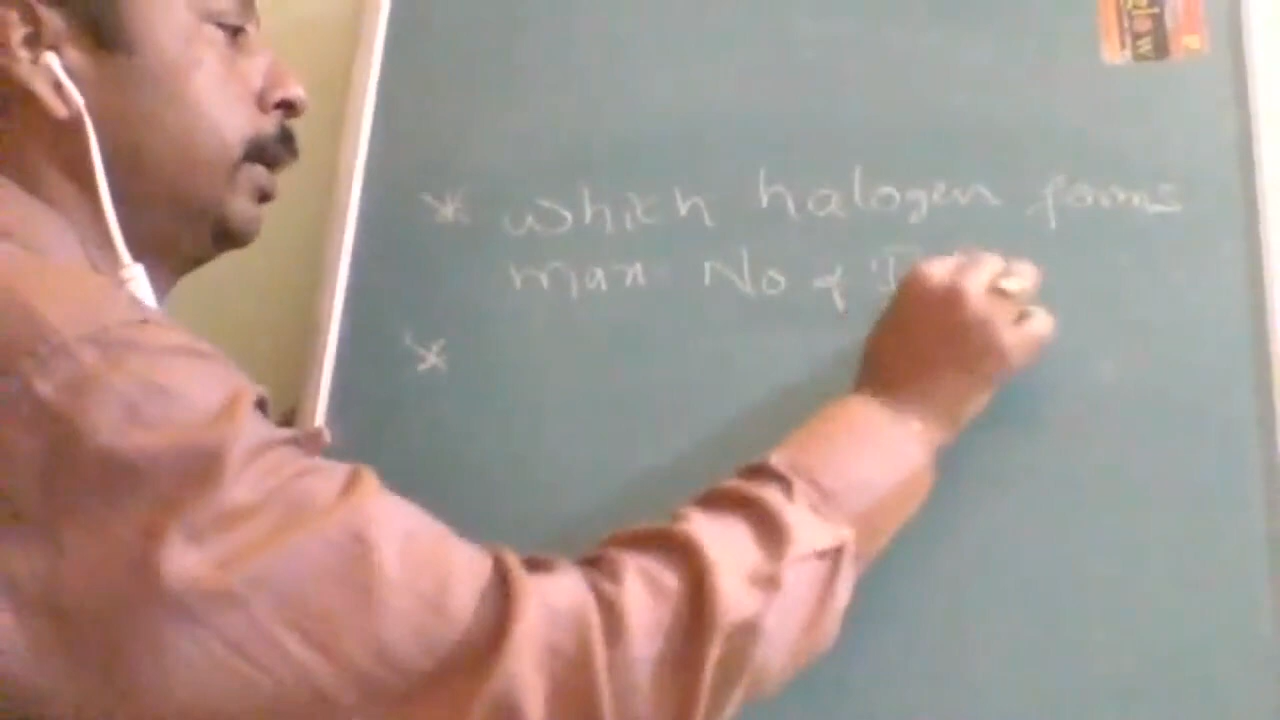 * which halogen forms
max No of
*